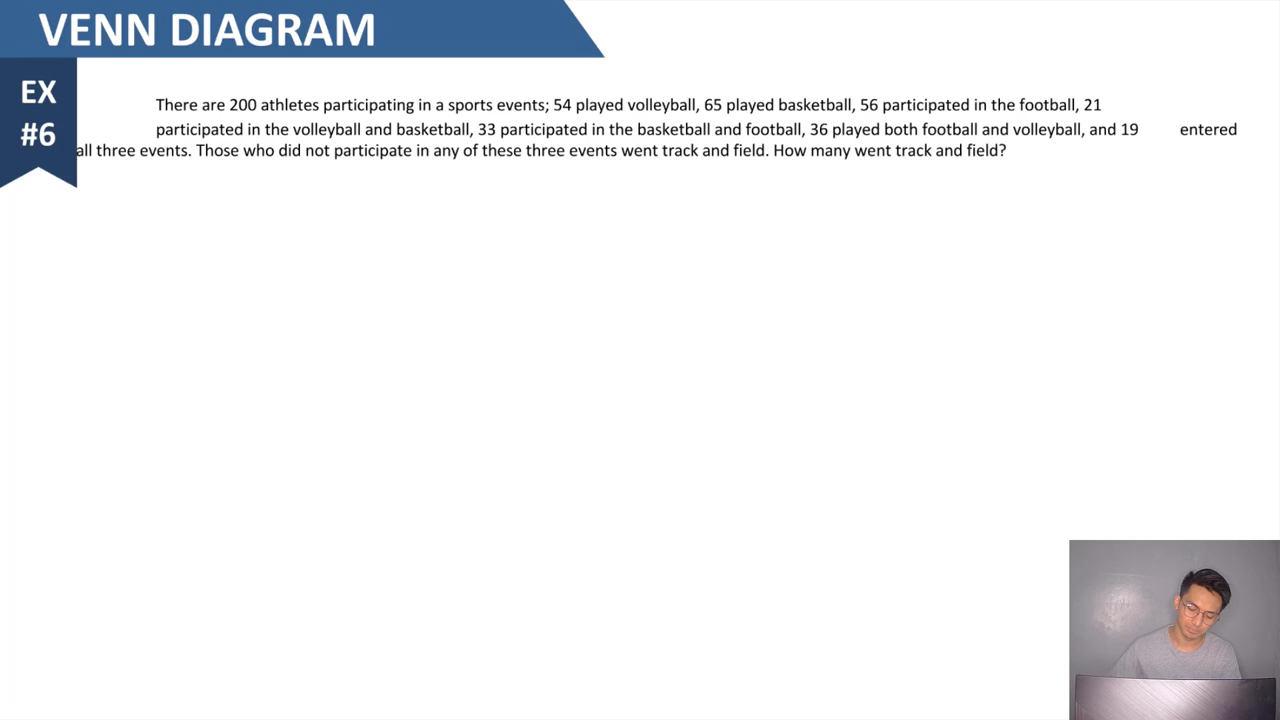 VENN DIAGRAM
EX
#6
There are 200 athletes participating in a sports events; 54 played volleyball, 65 played basketball, 56 participated in the football, 21
participated in the volleyball and basketball, 33 participated in the basketball and football, 36 played both football and volleyball, and 19 entered
all three events. Those who did not participate in any of these three events went track and field. How many went track and field?